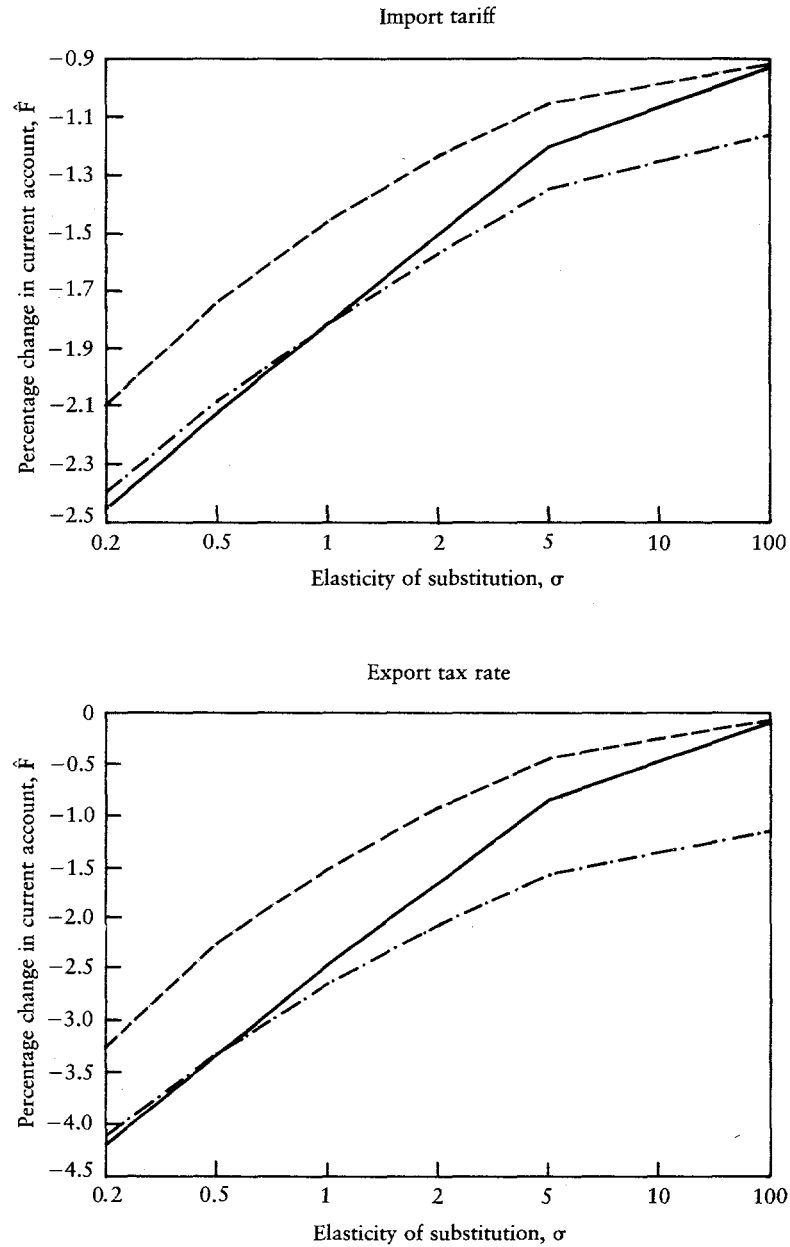 Import tariff
Percentage change in current account, F̂
−0.9
−1.1
−1.3
−1.5
−1.7
−1.9
−2.1
−2.3
−2.5
0.2 0.5 1 2 5 10 100
Elasticity of substitution, σ
Export tax rate
Percentage change in current account, F̂
0
−0.5
−1.0
−1.5
−2.0
−2.5
−3.0
−3.5
−4.0
−4.5
0.2 0.5 1 2 5 10 100
Elasticity of substitution, σ